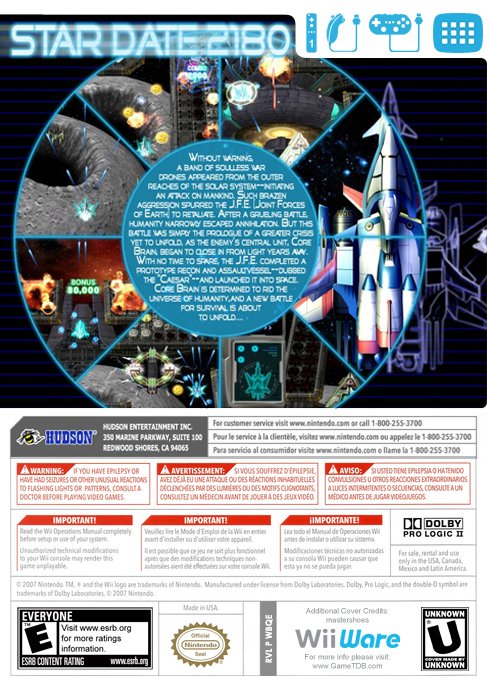 STAR DATE 2180
1
COMBO
BONUS
80,000
WITHOUT WARNING,
A BAND OF SOULLESS WAR
DRONES APPEARED FROM THE OUTER
REACHES OF THE SOLAR SYSTEM--INITIATING
AN ATTACK ON MANKIND. SUCH BRAZEN
AGGRESSION SPURRED THE J.F.E. (JOINT FORCES
OF EARTH) TO RETALIATE. AFTER A GRUELING BATTLE,
HUMANITY NARROWLY ESCAPED ANNIHILATION. BUT THIS
BATTLE WAS SIMPLY THE PROLOGUE OF A GREATER CRISIS
YET TO UNFOLD, AS THE ENEMY'S CENTRAL UNIT, CORE
BRAIN, BEGAN TO CLOSE IN FROM LIGHT YEARS AWAY.
WITH NO TIME TO SPARE, THE J.F.E. COMPLETED A
PROTOTYPE RECON AND ASSAULTVESSEL--DUBBED
THE "CAESAR"--AND LAUNCHED IT INTO SPACE.
CORE BRAIN IS DETERMINED TO RID THE
UNIVERSE OF HUMANITY,AND A NEW BATTLE
FOR SURVIVAL IS ABOUT
TO UNFOLD....
HUDSON
HUDSON ENTERTAINMENT INC.
350 MARINE PARKWAY, SUITE 100
REDWOOD SHORES, CA 94065
For customer service visit www.nintendo.com or call 1-800-255-3700
Pour le service à la clientèle, visitez www.nintendo.com ou appelez le 1-800-255-3700
Para servicio al consumidor visite www.nintendo.com o llame la 1-800-255-3700
WARNING: IF YOU HAVE EPILEPSY OR
HAVE HAD SEIZURES OR OTHER UNUSUAL REACTIONS
TO FLASHING LIGHTS OR PATTERNS, CONSULT A
DOCTOR BEFORE PLAYING VIDEO GAMES.
AVERTISSEMENT: SI VOUS SOUFFREZ D'ÉPILEPSIE,
AVEZ DEJA EU UNE ATTAQUE OU DES RÉACTIONS INHABITUELLES
DÉCLENCHÉES PAR DES LUMIÈRES OU DES MOTIFS CLIGNOTANTS,
CONSULTEZ UN MÉDECIN AVANT DE JOUER À DES JEUX VIDÉO
AVISO: SI USTED TIENE EPILEPSIA O HA TENIDO
CONVULSIONES U OTRAS REACCIONES EXTRAORDINARIOS
A LUCES INTERMITENTES O SECUENCIAS, CONSULTE A UN
MÉDICO ANTES DE JUGAR VIDEOJUEGOS.
IMPORTANT!
Read the Wii Operations Manual completely
before setup or use of your system.
Unauthorized technical modifications
to your Wii console may render this
game unplayable.
IMPORTANT!
Veuillez lire le Mode d'Emploi de la Wii en entier
avant d'installer ou d'utiliser votre appareil.
Il est possible que ce jeu ne soit plus fonctionnel
apres que des modifications techniques non-
autorisées aient été effectuées sur votre console Wii.
¡IMPORTANT!
Lea todo el Manual de Operaciones Wii
antes de instalar o utilizar su sistema.
Modificaciones técnicas no autorizadas
a su consola Wii pueden causar que
esta ya no se pueda jugar.
DOLBY
PRO LOGIC II
For sale, rental and use
only in the USA, Canada,
Mexico and Latin America.
© 2007 Nintendo. TM, ® and the Wii logo are trademarks of Nintendo. Manufactured under license from Dolby Laboratories. Dolby, Pro Logic, and the double-D symbol are
trademarks of Dolby Laboratories. © 2007 Nintendo.
EVERYONE
E
Visit www.esrb.org
for more ratings
information.
ESRB CONTENT RATING www.esrb.org
Made in USA
Official
Nintendo
Seal
RVL P WBQE
Additional Cover Credits:
mastershoes
WiiWare
For more info please visit:
www.GameTDB.com
UNKNOWN
U
COVER MADE BY
UNKNOWN